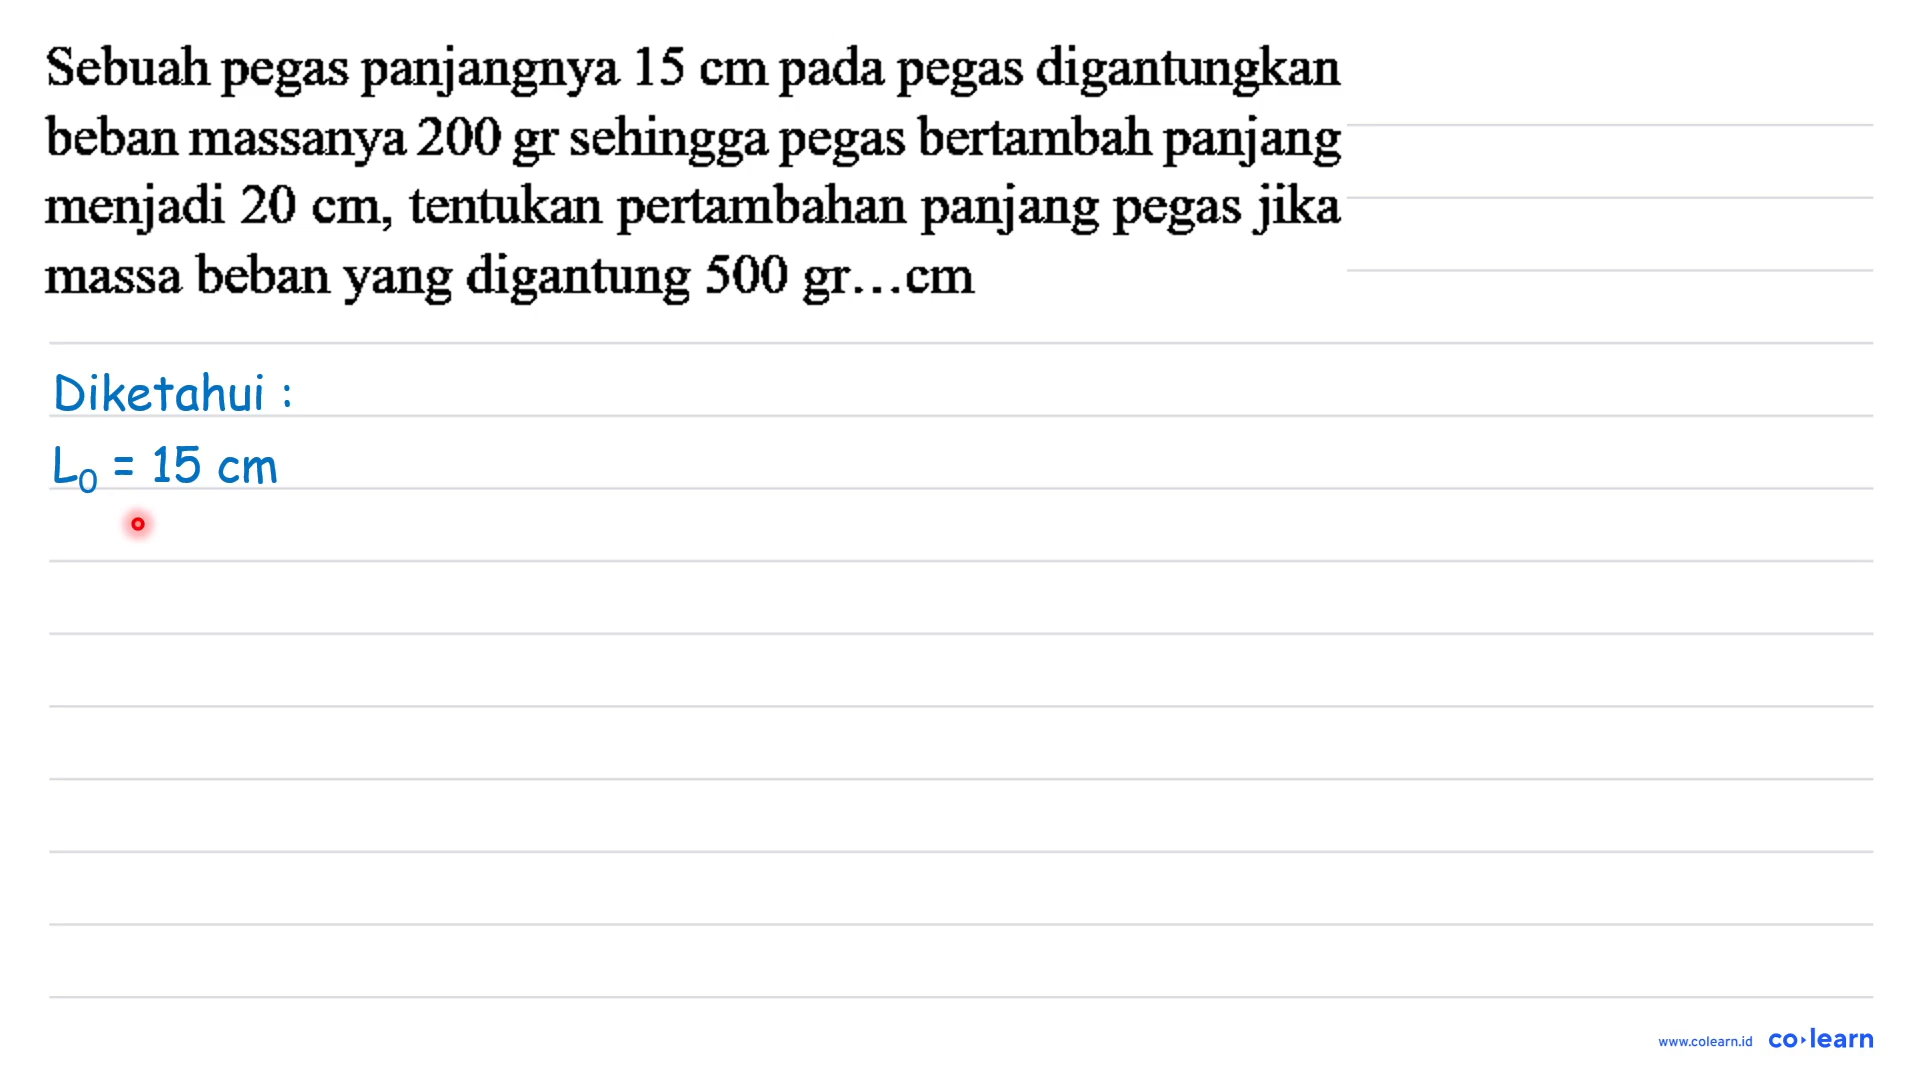 Sebuah pegas panjangnya 15 cm pada pegas digantungkan
beban massanya 200 gr sehingga pegas bertambah panjang
menjadi 20 cm, tentukan pertambahan panjang pegas jika
massa beban yang digantung 500 gr...cm
Diketahui :
L₀ = 15 cm
www.colearn.id co learn